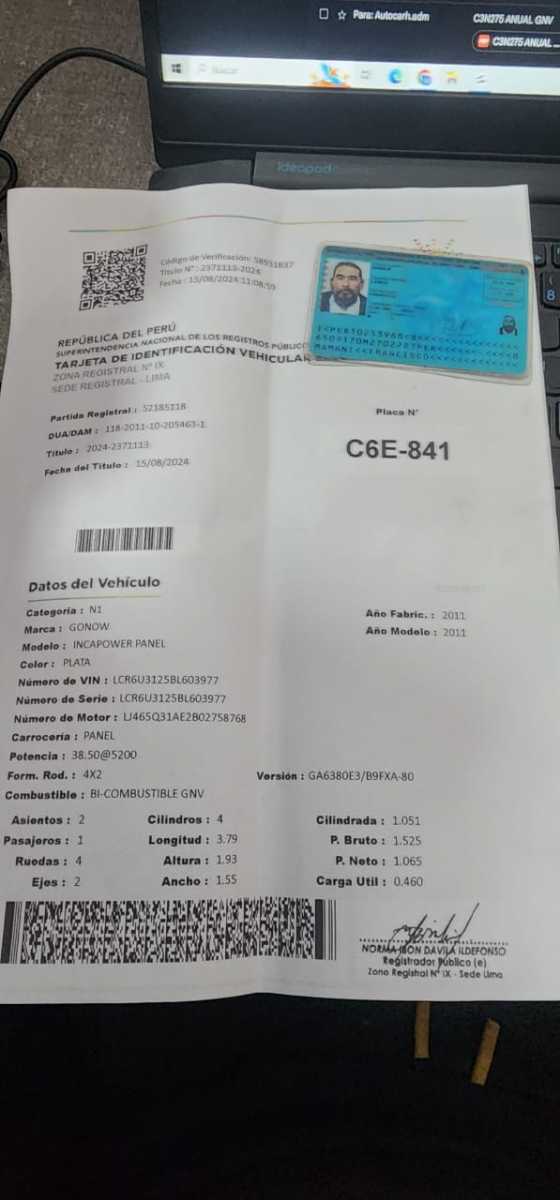 Para: Autocarh.adm
C3N275 ANUAL GNV
C3N275 ANUAL...
Buscar
ideapad
Código de Verificación: 58931837
Título N° : 2371113-2024
Fecha : 15/08/2024 11:08:59
REPÚBLICA DEL PERÚ
SUPERINTENDENCIA NACIONAL DE LOS REGISTROS PÚBLICOS
TARJETA DE IDENTIFICACIÓN VEHICULAR
ZONA REGISTRAL N° IX
SEDE REGISTRAL - LIMA
MAMANI<<FRANCISCO<<
Partida Registral : 52185118
DUA/DAM : 118-2011-10-205463-1
Título : 2024-2371113
Fecha del Título : 15/08/2024
Placa N°
C6E-841
Datos del Vehículo
Categoría : N1
Marca : GONOW
Modelo : INCAPOWER PANEL
Color : PLATA
Número de VIN : LCR6U3125BL603977
Número de Serie : LCR6U3125BL603977
Número de Motor : LJ465Q31AE2B02758768
Carrocería : PANEL
Potencia : 38.50@5200
Form. Rod. : 4X2
Combustible : BI-COMBUSTIBLE GNV
Año Fabric. : 2011
Año Modelo : 2011
Versión : GA6380E3/B9FXA-80
Asientos : 2 Cilindros : 4 Cilindrada : 1.051
Pasajeros : 1 Longitud : 3.79 P. Bruto : 1.525
Ruedas : 4 Altura : 1.93 P. Neto : 1.065
Ejes : 2 Ancho : 1.55 Carga Util : 0.460
NORMA JBON DAVILA ILDEFONSO
Registrador Público (e)
Zona Registral N° IX - Sede Lima